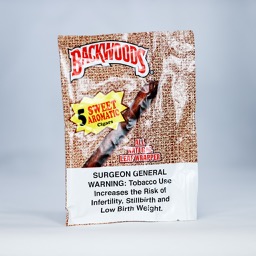 BACKWOODS
5 SWEET
AROMATIC
Cigars
WRAPPER
SURGEON GENERAL
WARNING: Tobacco Use
Increases the Risk of
Infertility, Stillbirth and
Low Birth Weight.